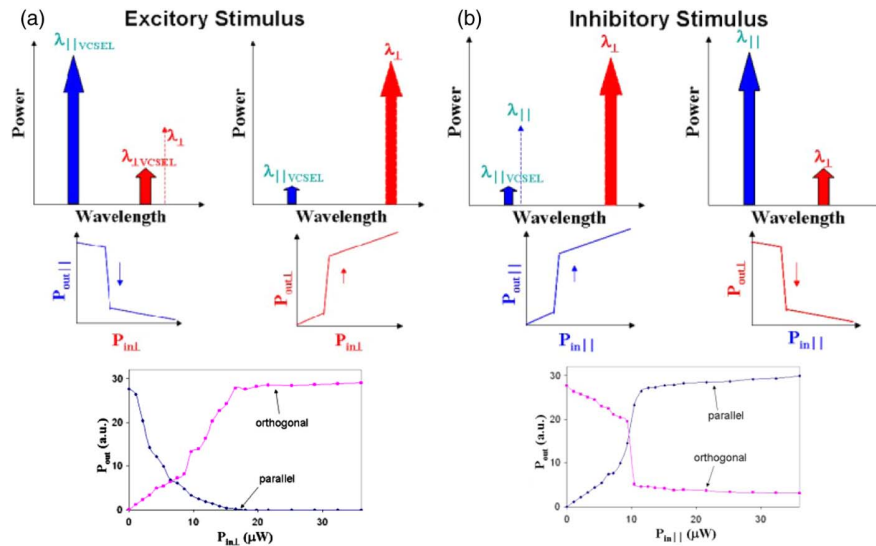 (a) Excitory Stimulus
λ||VCSEL
Power
λ⊥VCSEL
λ⊥
Wavelength
λ⊥
Power
λ||VCSEL
Wavelength
Pout||
Pin⊥
Pout⊥
Pin⊥
30
20
10
0
Pout (a.u.)
orthogonal
parallel
0 10 20 30
Pin⊥ (μW)
(b) Inhibitory Stimulus
λ⊥
Power
λ||
λ||VCSEL
Wavelength
λ||
Power
λ⊥
Wavelength
Pout||
Pin||
Pout⊥
Pin||
30
20
10
0
Pout (a.u.)
parallel
orthogonal
0 10 20 30
Pin|| (μW)